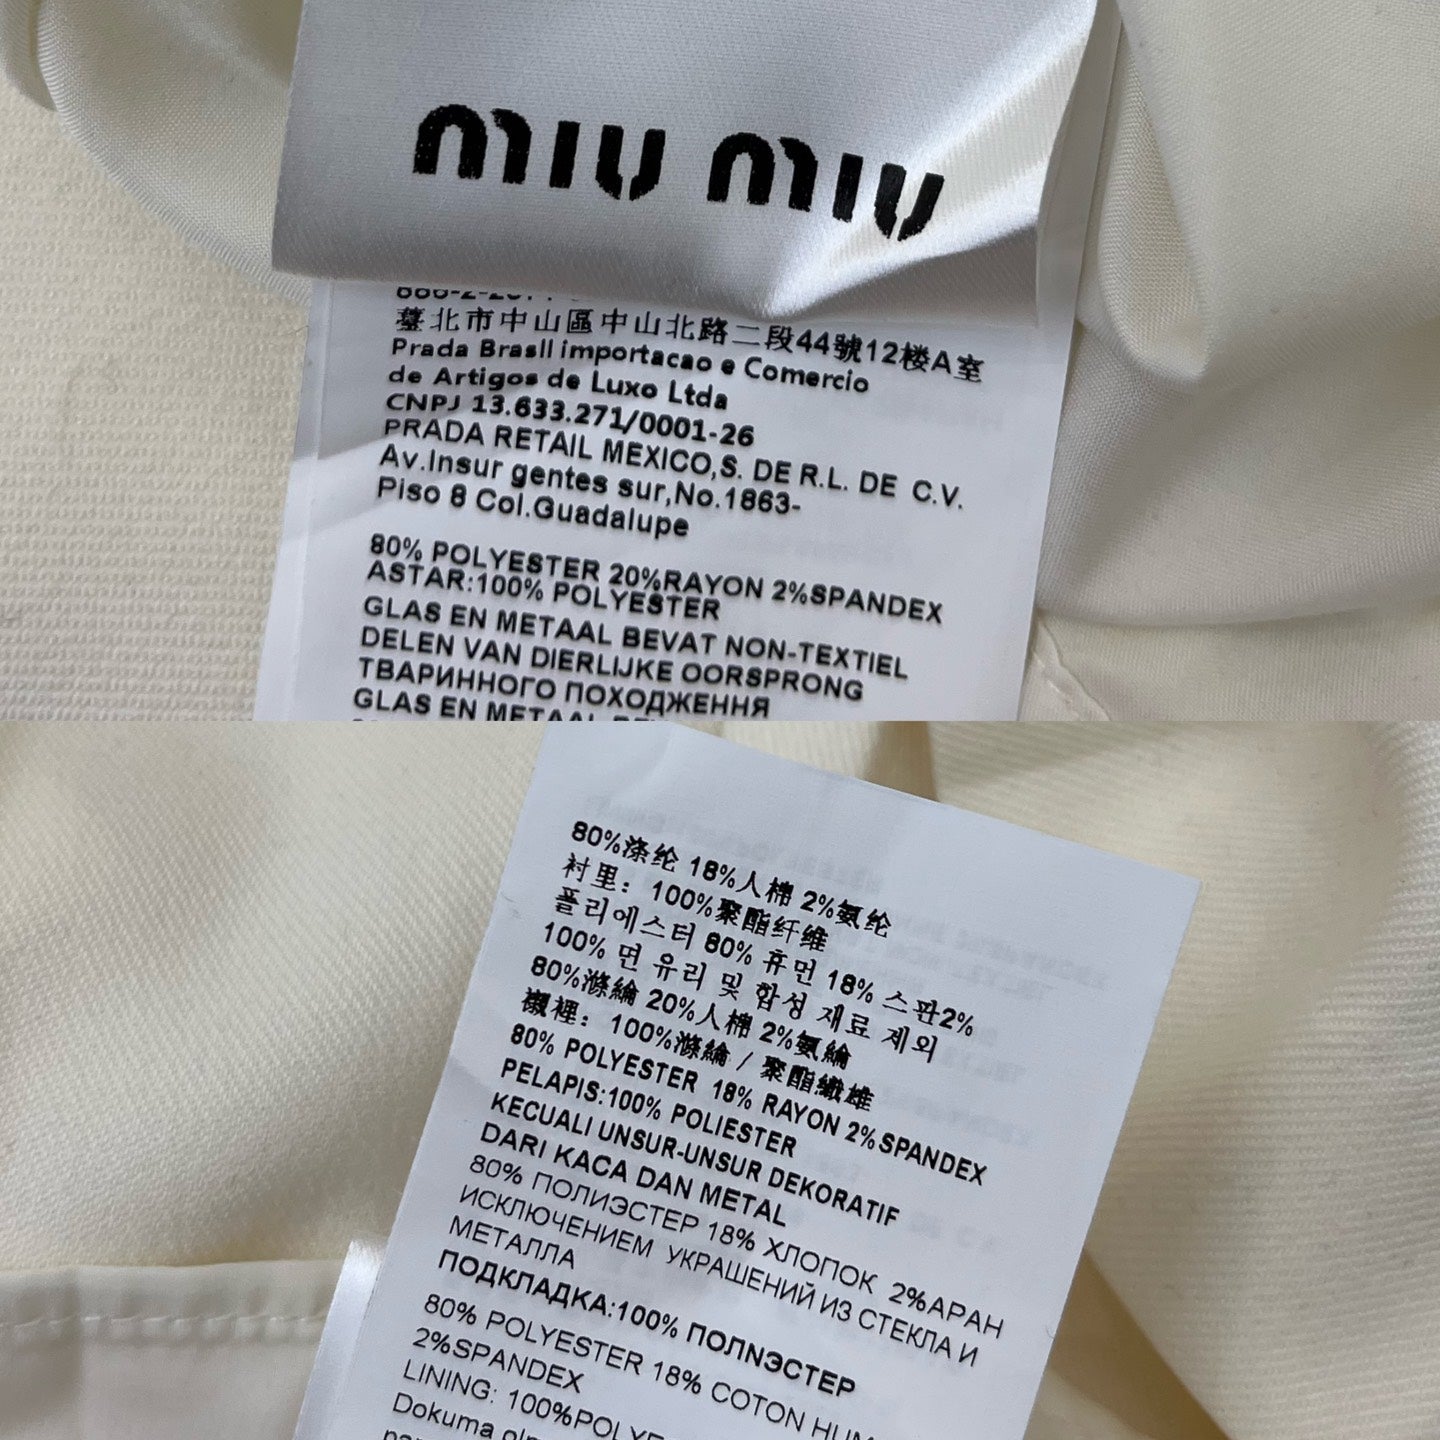 miu miu
臺北市中山區中山北路二段44號12楼A室
Prada Brasll importacao e Comercio
de Artigos de Luxo Ltda
CNPJ 13.633.271/0001-26
PRADA RETAIL MEXICO,S. DE R.L. DE C.V.
Av.Insur gentes sur,No.1863-
Piso 8 Col.Guadalupe
80% POLYESTER 20%RAYON 2%SPANDEX
ASTAR:100% POLYESTER
GLAS EN METAAL BEVAT NON-TEXTIEL
DELEN VAN DIERLIJKE OORSPRONG
ТВАРИННОГО ПОХОДЖЕННЯ
GLAS EN METAAL
80%涤纶 18%人棉 2%氨纶
衬里：100%聚酯纤维
폴리에스터 80% 휴먼 18% 스판2%
100% 면 유리 및 합성 재료 제외
80%滌綸 20%人棉 2%氨綸
襯裡：100%滌綸 / 聚酯纖維
80% POLYESTER 18% RAYON 2%SPANDEX
PELAPIS:100% POLIESTER
KECUALI UNSUR-UNSUR DEKORATIF
DARI KACA DAN METAL
80% ПОЛИЭСТЕР 18% ХЛОПОК 2%АРАН
ИСКЛЮЧЕНИЕМ УКРАШЕНИЙ ИЗ СТЕКЛА И
МЕТАЛЛА
ПОДКЛАДКА:100% ПОЛNЭСТЕР
80% POLYESTER 18% COTON HUM
2%SPANDEX
LINING: 100%POLYE
Dokuma